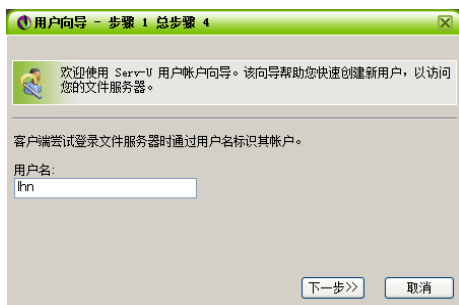 用户向导 - 步骤 1 总步骤 4
欢迎使用 Serv-U 用户帐户向导。该向导帮助您快速创建新用户，以访问
您的文件服务器。
客户端尝试登录文件服务器时通过用户名标识其帐户。
用户名:
lhn
下一步>>
取消